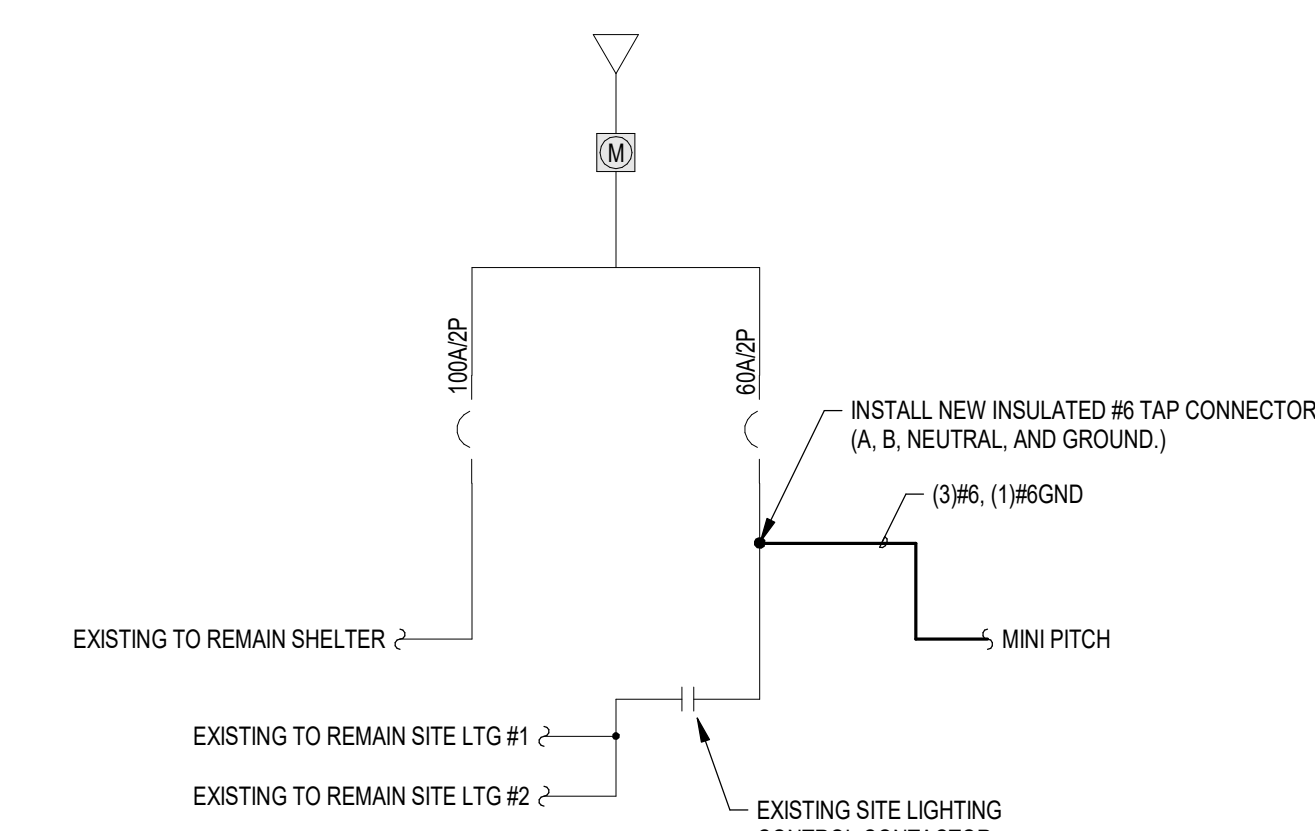 M
100A/2P
60A/2P
INSTALL NEW INSULATED #6 TAP CONNECTOR
(A, B, NEUTRAL, AND GROUND.)
(3)#6, (1)#6GND
EXISTING TO REMAIN SHELTER
MINI PITCH
EXISTING TO REMAIN SITE LTG #1
EXISTING TO REMAIN SITE LTG #2
EXISTING SITE LIGHTING
CONTROL CONTACTOR